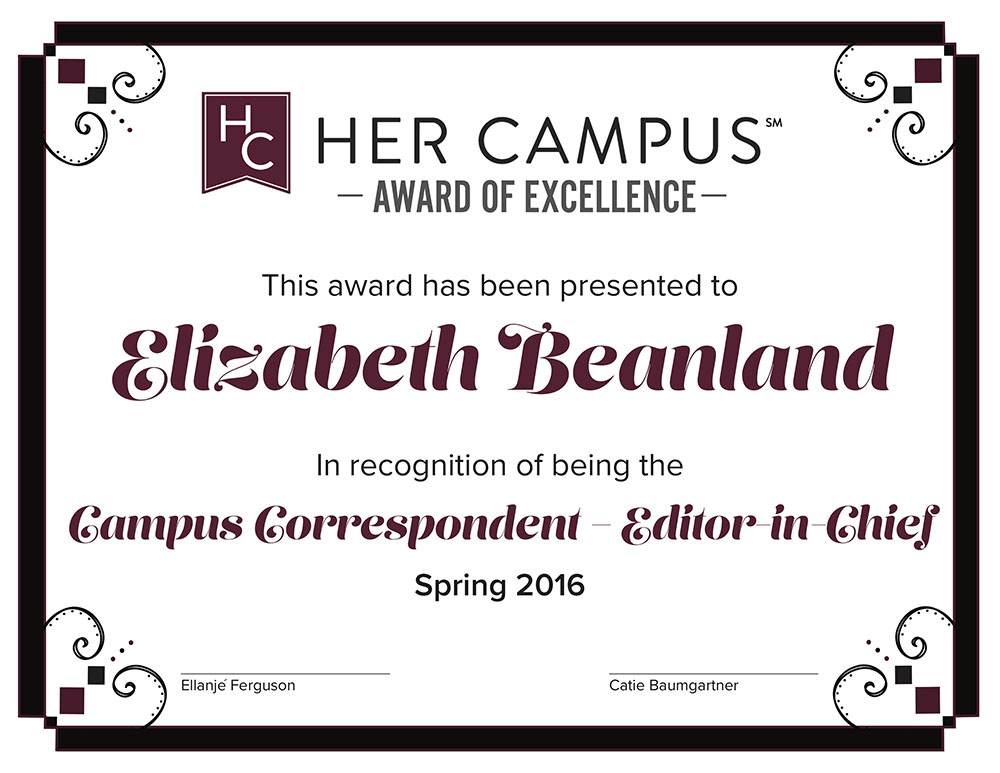 HC
HER CAMPUS℠
— AWARD OF EXCELLENCE —
This award has been presented to
Elizabeth Beanland
In recognition of being the
Campus Correspondent – Editor-in-Chief
Spring 2016
Ellanjé Ferguson
Catie Baumgartner